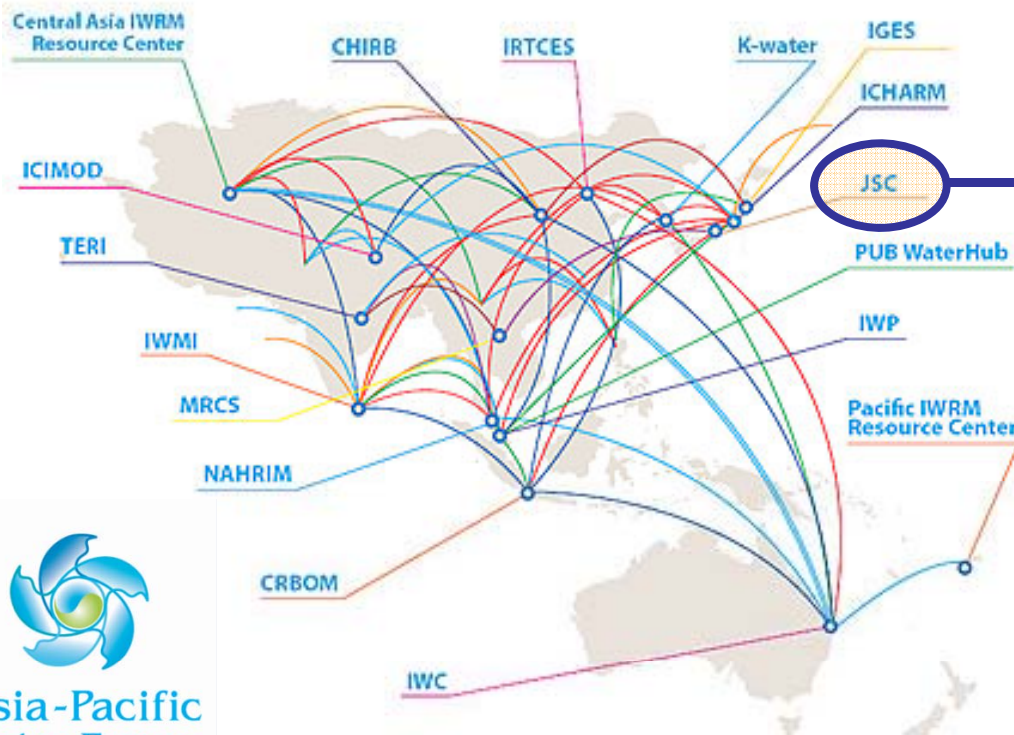 Central Asia IWRM
Resource Center
CHIRB
IRTCES
K-water
IGES
ICHARM
ICIMOD
JSC
TERI
PUB WaterHub
IWMI
IWP
MRCS
Pacific IWRM
Resource Center
NAHRIM
CRBOM
IWC
sia-Pacific